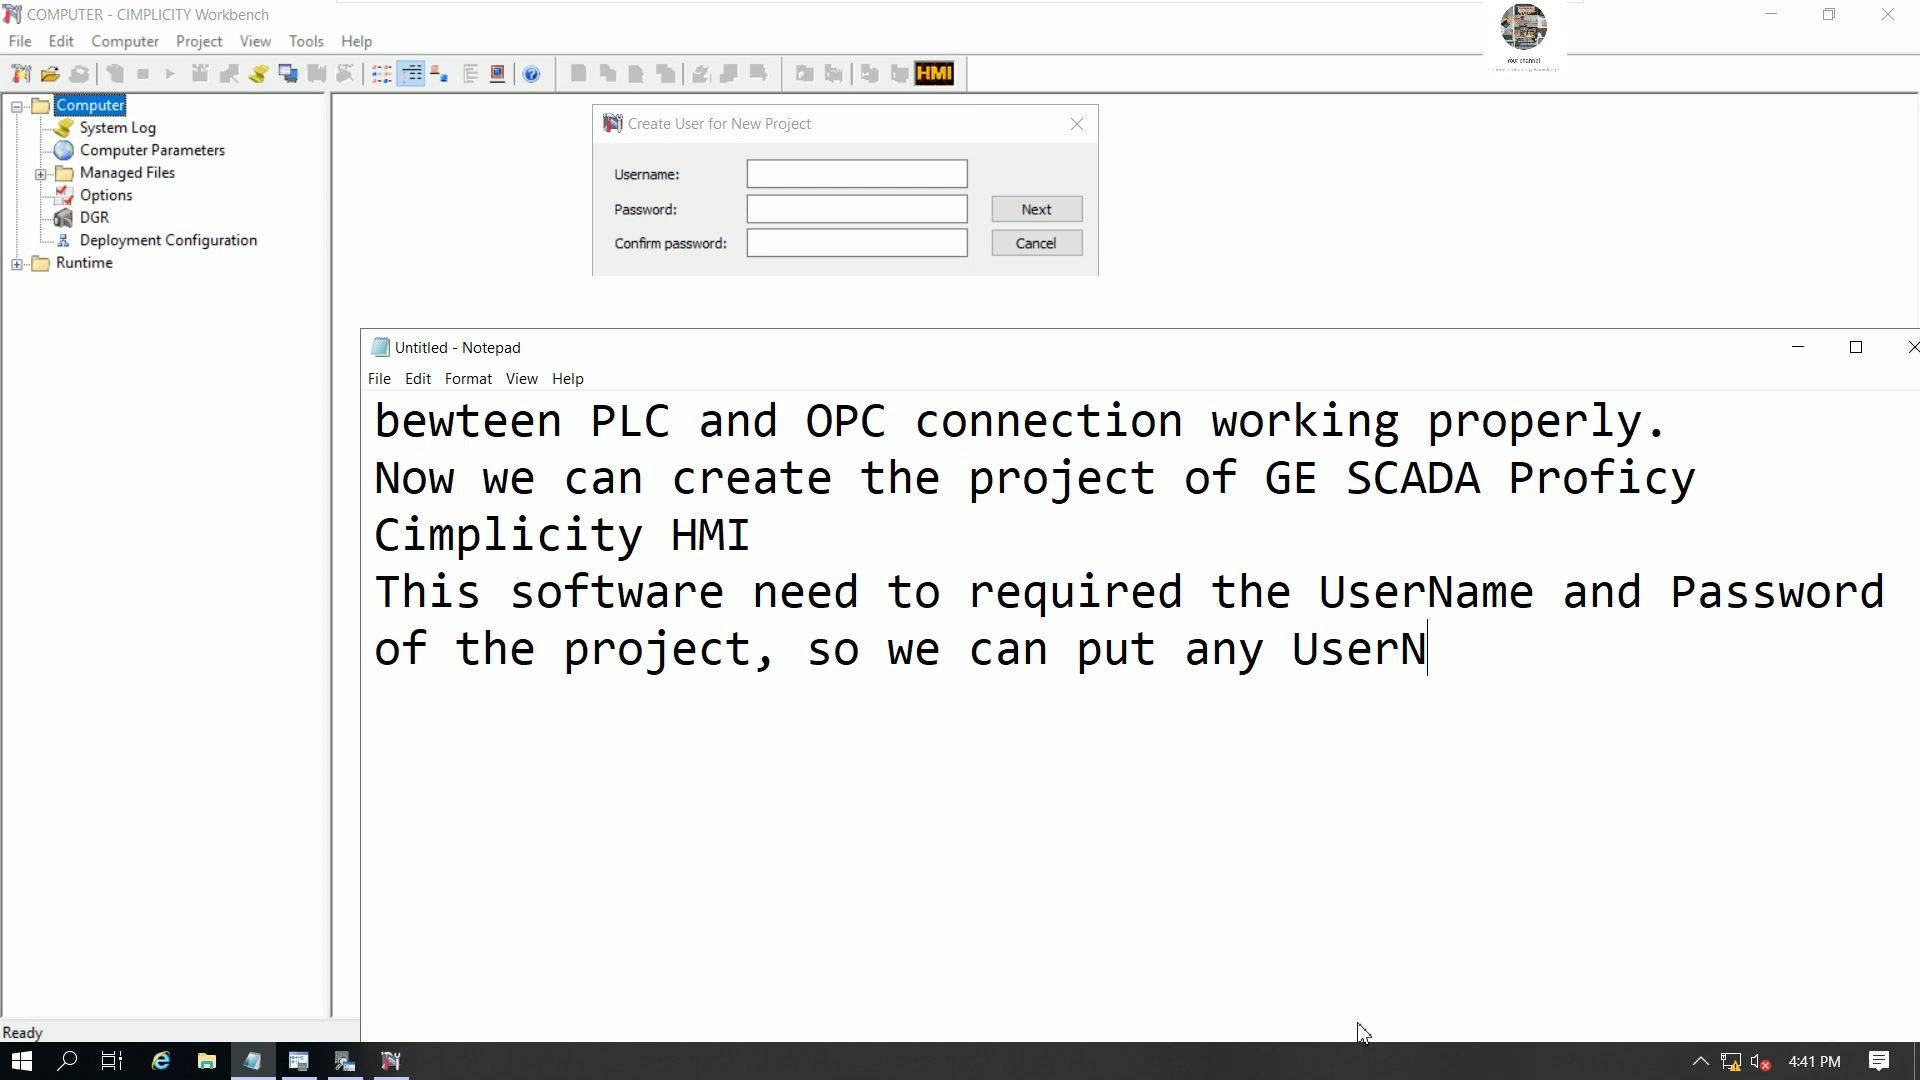 COMPUTER - CIMPLICITY Workbench
File Edit Computer Project View Tools Help
HMI
Your channel
Computer
System Log
Computer Parameters
Managed Files
Options
DGR
Deployment Configuration
Runtime
Create User for New Project
Username:
Password:
Next
Confirm password:
Cancel
Untitled - Notepad
File Edit Format View Help
bewteen PLC and OPC connection working properly.
Now we can create the project of GE SCADA Proficy
Cimplicity HMI
This software need to required the UserName and Password
of the project, so we can put any UserN
Ready
4:41 PM